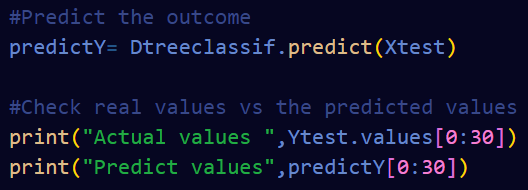 #Predict the outcome
predictY= Dtreeclassif.predict(Xtest)
#Check real values vs the predicted values
print("Actual values ",Ytest.values[0:30])
print("Predict values",predictY[0:30])